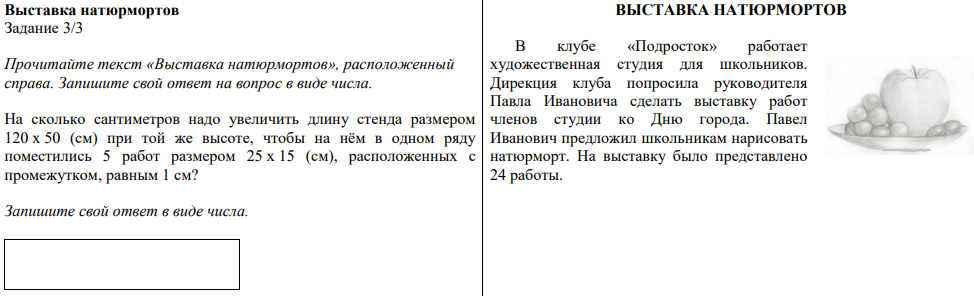 Выставка натюрмортов
Задание 3/3
Прочитайте текст «Выставка натюрмортов», расположенный
справа. Запишите свой ответ на вопрос в виде числа.
На сколько сантиметров надо увеличить длину стенда размером
120 х 50 (см) при той же высоте, чтобы на нём в одном ряду
поместились 5 работ размером 25 х 15 (см), расположенных с
промежутком, равным 1 см?
Запишите свой ответ в виде числа.
ВЫСТАВКА НАТЮРМОРТОВ
В клубе «Подросток» работает
художественная студия для школьников.
Дирекция клуба попросила руководителя
Павла Ивановича сделать выставку работ
членов студии ко Дню города. Павел
Иванович предложил школьникам нарисовать
натюрморт. На выставку было представлено
24 работы.